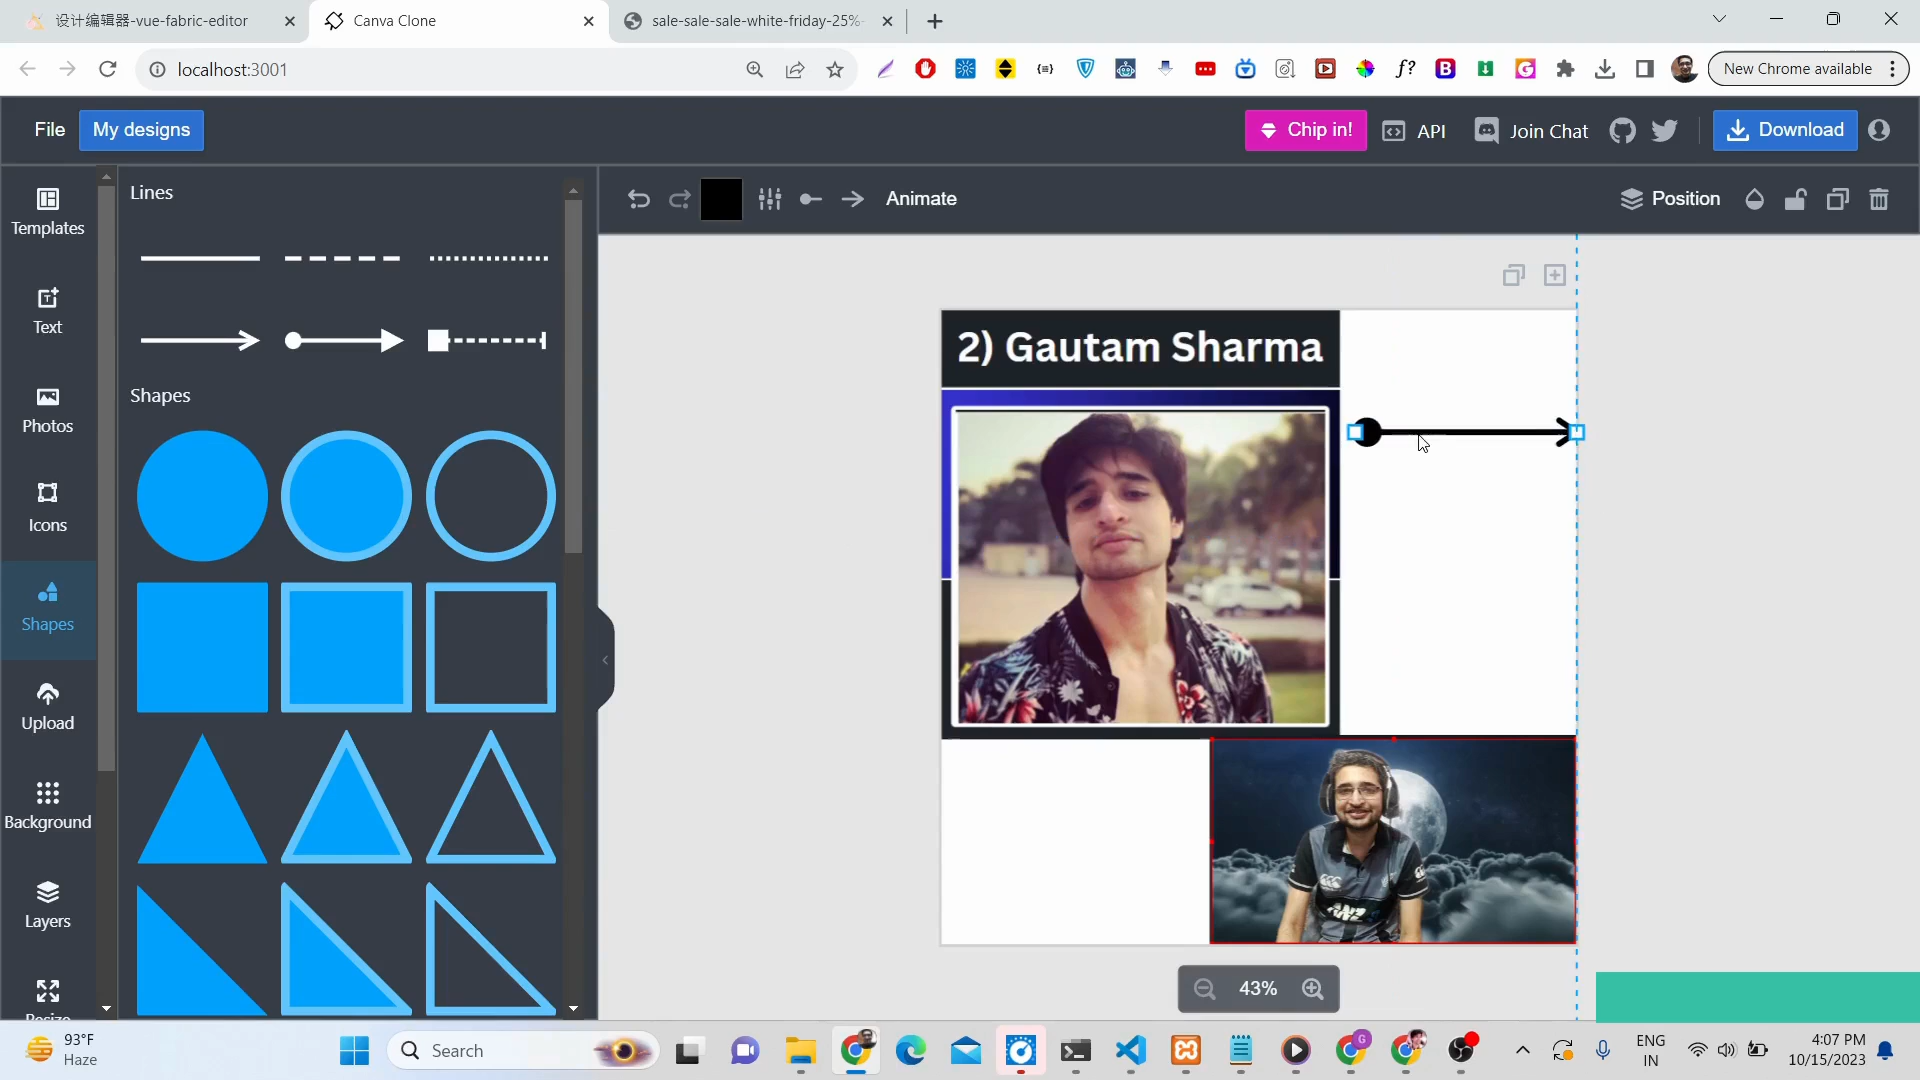 设计编辑器-vue-fabric-editor
Canva Clone
sale-sale-sale-white-friday-25%-
localhost:3001
New Chrome available
File
My designs
Chip in!
API
Join Chat
Download
Templates
Text
Photos
Icons
Shapes
Upload
Background
Layers
Resize
Lines
Shapes
Animate
Position
2) Gautam Sharma
43%
93°F
Haze
Search
ENG
IN
4:07 PM
10/15/2023